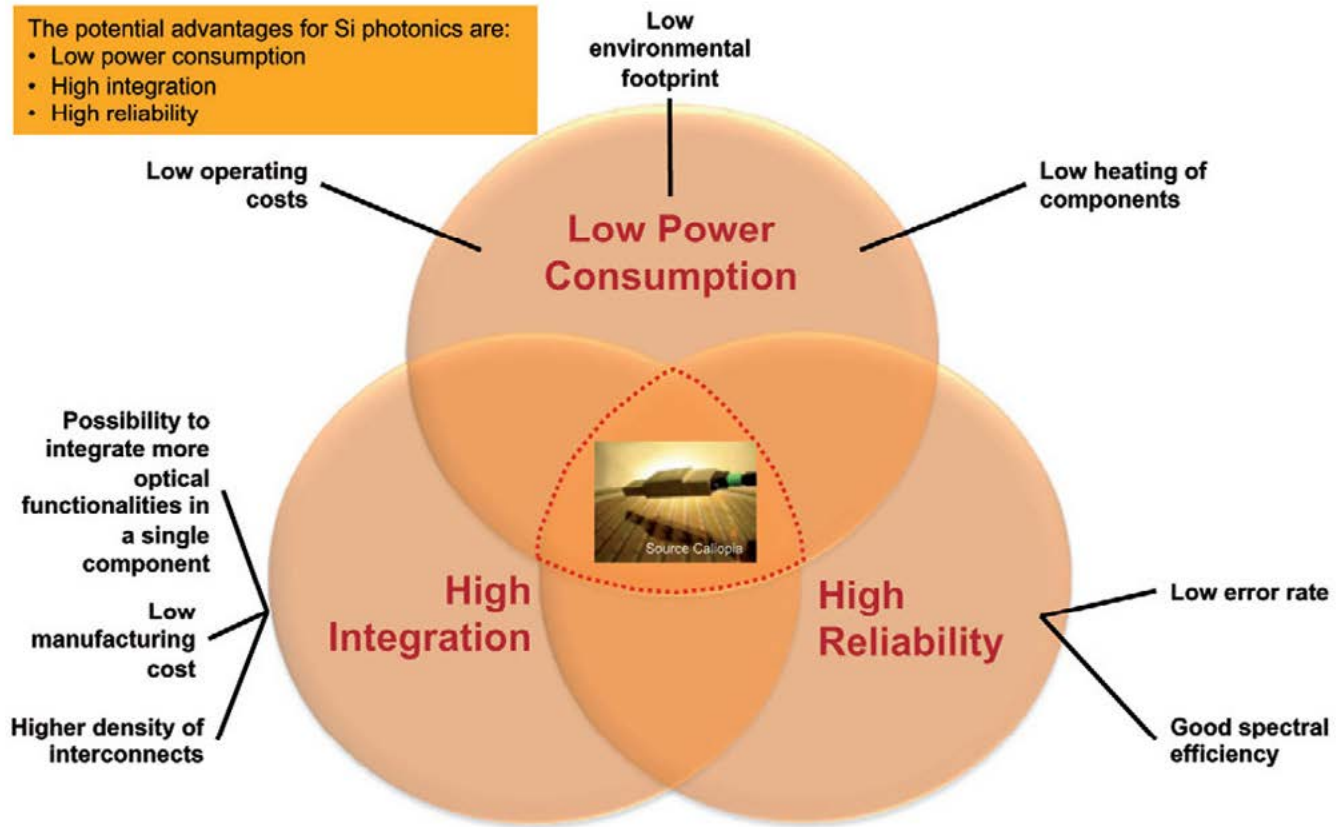 The potential advantages for Si photonics are:
• Low power consumption
• High integration
• High reliability
Low
environmental
footprint
Low operating
costs
Low heating of
components
Low Power
Consumption
Possibility to
integrate more
optical
functionalities in
a single
component
Low
manufacturing
cost
Higher density of
interconnects
Source Caliopia
High
Integration
High
Reliability
Low error rate
Good spectral
efficiency